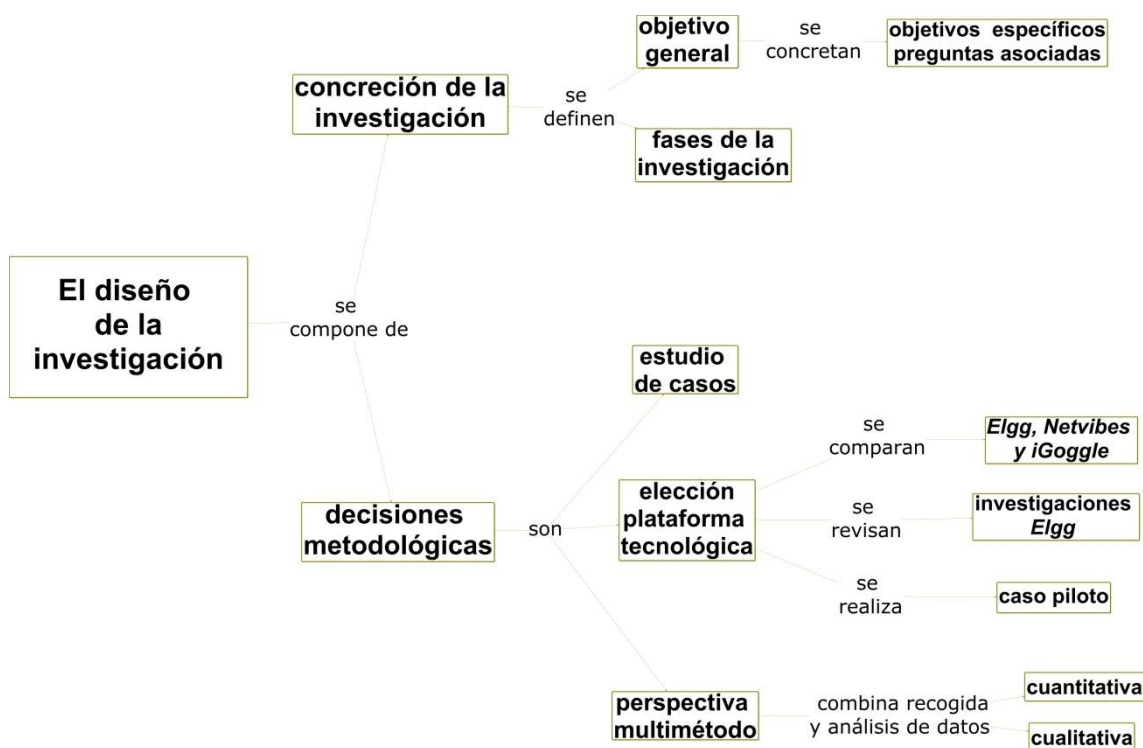 El diseño
de la
investigación
se
compone de
concreción de la
investigación
se
definen
objetivo
general
se
concretan
objetivos específicos
preguntas asociadas
fases de la
investigación
decisiones
metodológicas
son
estudio
de casos
elección
plataforma
tecnológica
se
comparan
Elgg, Netvibes
y iGoggle
se
revisan
investigaciones
Elgg
se
realiza
caso piloto
perspectiva
multimétodo
combina recogida
y análisis de datos
cuantitativa
cualitativa